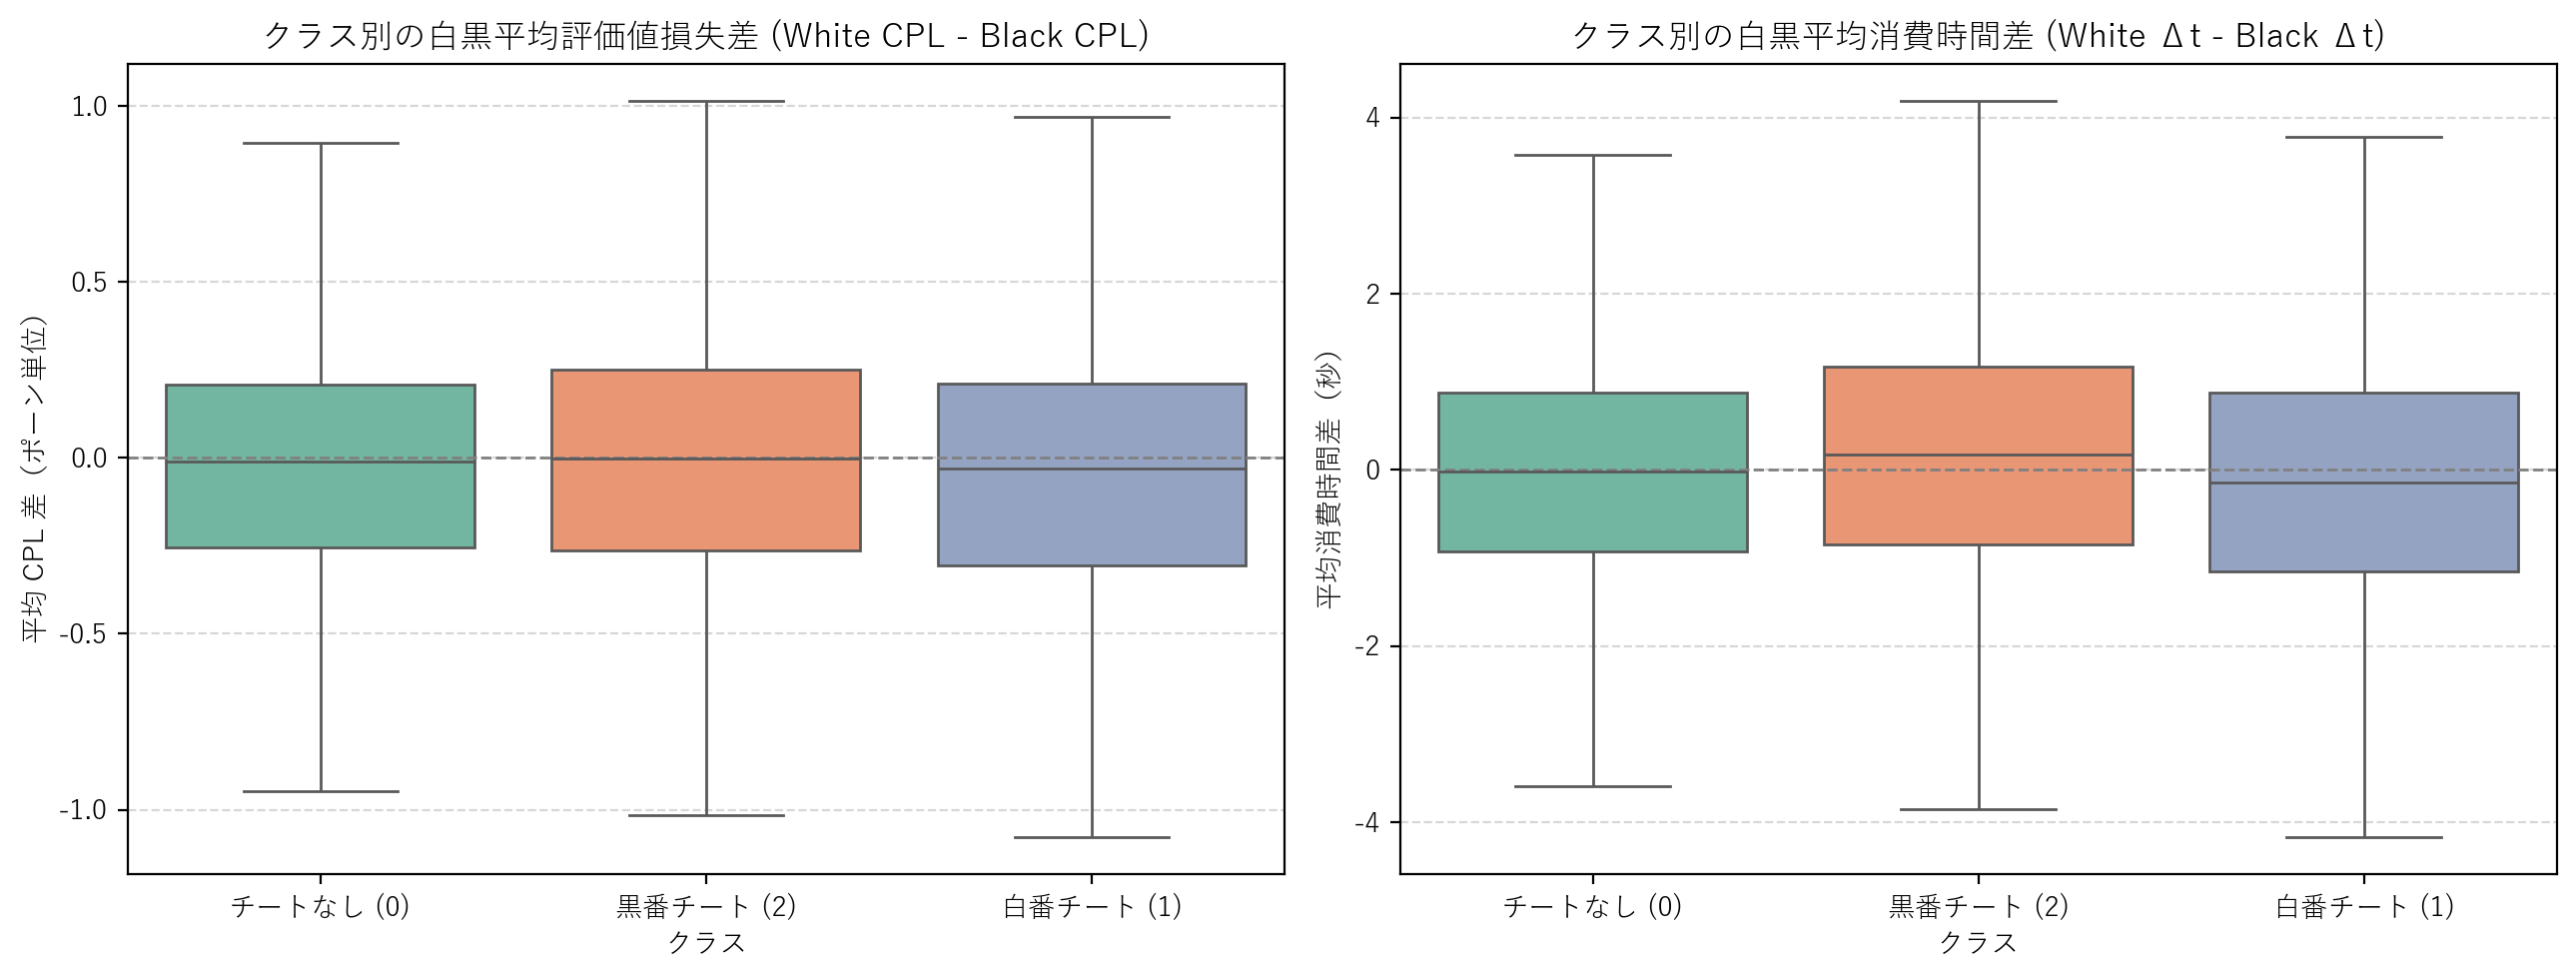 クラス別の白黒平均評価値損失差 (White CPL - Black CPL)
平均 CPL 差（ポーン単位）
1.0
0.5
0.0
-0.5
-1.0
チートなし (0)
黒番チート (2)
白番チート (1)
クラス
クラス別の白黒平均消費時間差 (White Δt - Black Δt)
平均消費時間差（秒）
4
2
0
-2
-4
チートなし (0)
黒番チート (2)
白番チート (1)
クラス